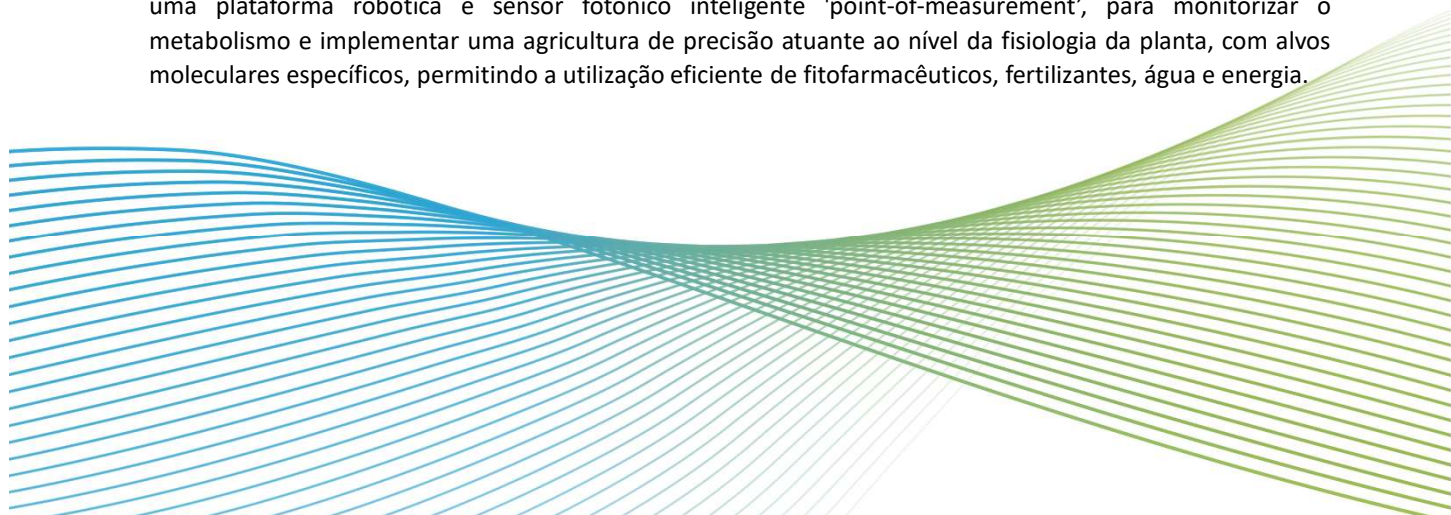 uma plataforma robótica e sensor fotónico inteligente 'point-of-measurement', para monitorizar o
metabolismo e implementar uma agricultura de precisão atuante ao nível da fisiologia da planta, com alvos
moleculares específicos, permitindo a utilização eficiente de fitofarmacêuticos, fertilizantes, água e energia.